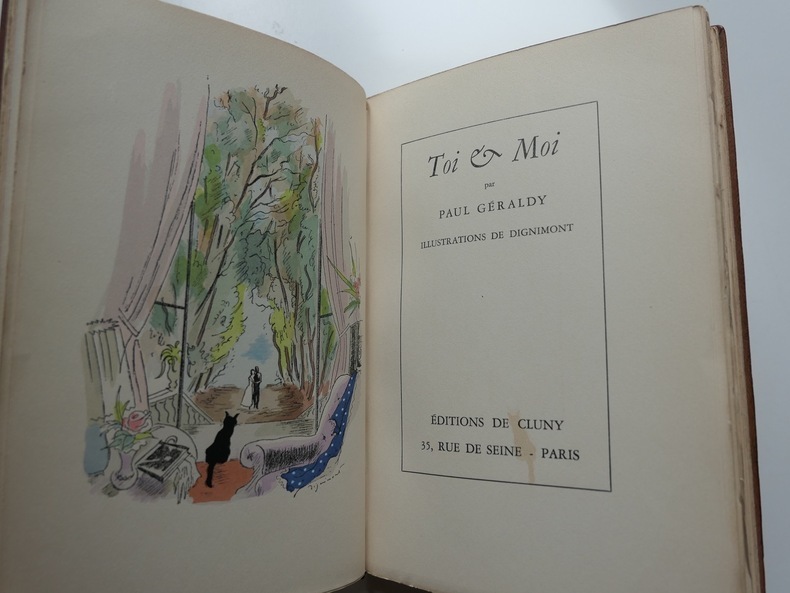 Toi & Moi
par
PAUL GÉRALDY
ILLUSTRATIONS DE DIGNIMONT
ÉDITIONS DE CLUNY
35, RUE DE SEINE - PARIS